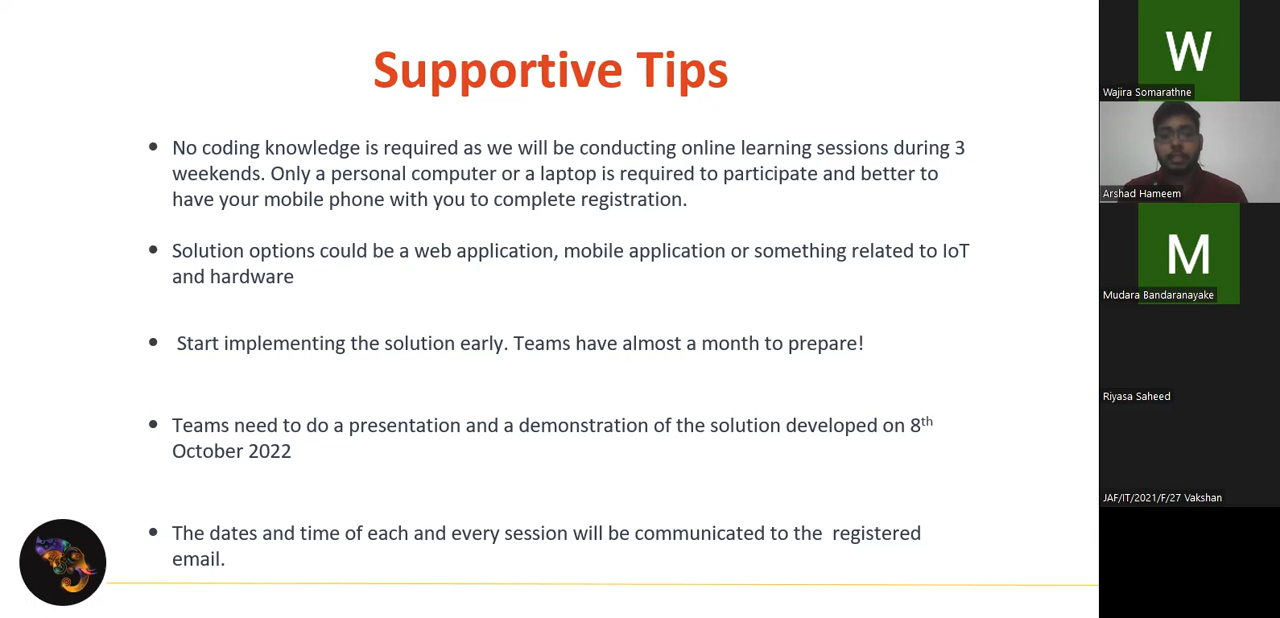 Supportive Tips
• No coding knowledge is required as we will be conducting online learning sessions during 3
weekends. Only a personal computer or a laptop is required to participate and better to
have your mobile phone with you to complete registration.
• Solution options could be a web application, mobile application or something related to IoT
and hardware
• Start implementing the solution early. Teams have almost a month to prepare!
• Teams need to do a presentation and a demonstration of the solution developed on 8th
October 2022
• The dates and time of each and every session will be communicated to the registered
email.
W
Wajira Somarathne
Arshad Hameem
M
Mudara Bandaranayake
Riyasa Saheed
JAF/IT/2021/F/27 Vakshan